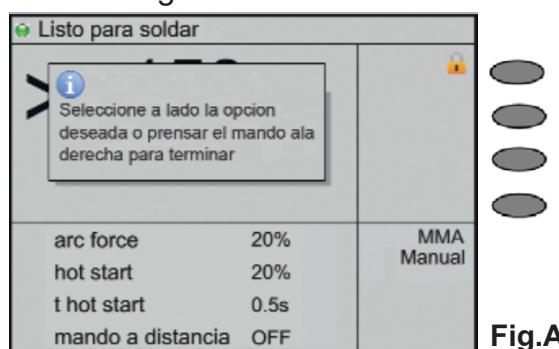 Listo para soldar
Seleccione a lado la opcion
deseada o prensar el mando ala
derecha para terminar
arc force 20%
hot start 20%
t hot start 0.5s
mando a distancia OFF
MMA
Manual
Fig.A